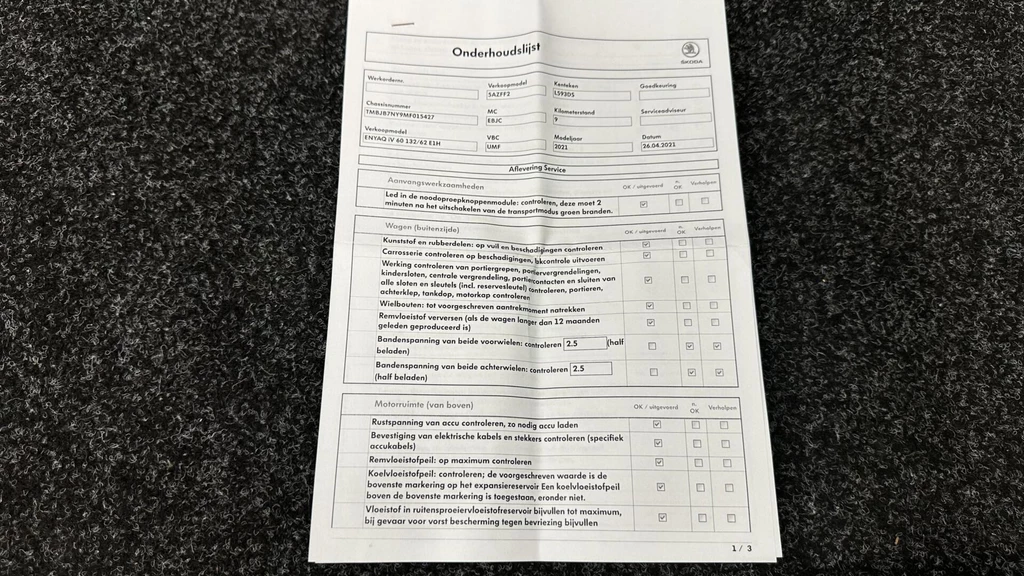 Onderhoudslijst
ŠKODA
Werkordernr.
Verkoopmodel
5AZFF2
Kenteken
L593DS
Goedkeuring
Chassisnummer
TMBJB7NY9MF015427
MC
EBJC
Kilometerstand
9
Serviceadviseur
Verkoopmodel
ENYAQ iV 60 132/62 E1H
VBC
UMF
Modeljaar
2021
Datum
26.04.2021
Aflevering Service
Aanvangswerkzaamheden OK / uitgevoerd n. OK Verholpen
Led in de noodoproepknoppenmodule: controleren, deze moet 2
minuten na het uitschakelen van de transportmodus groen branden.
Wagen (buitenzijde) OK / uitgevoerd n. OK Verholpen
Kunststof en rubberdelen: op vuil en beschadigingen controleren
Carrosserie controleren op beschadigingen, lakcontrole uitvoeren
Werking controleren van portiergrepen, portiervergrendelingen,
kindersloten, centrale vergrendeling, portiercontacten en sluiten van
alle sloten en sleutels (incl. reservesleutel) controleren, portieren,
achterklep, tankdop, motorkap controleren
Wielbouten: tot voorgeschreven aantrekmoment natrekken
Remvloeistof verversen (als de wagen langer dan 12 maanden
geleden geproduceerd is)
Bandenspanning van beide voorwielen: controleren 2.5 (half
beladen)
Bandenspanning van beide achterwielen: controleren 2.5
(half beladen)
Motorruimte (van boven) OK / uitgevoerd n. OK Verholpen
Rustspanning van accu controleren, zo nodig accu laden
Bevestiging van elektrische kabels en stekkers controleren (specifiek
accukabels)
Remvloeistofpeil: op maximum controleren
Koelvloeistofpeil: controleren; de voorgeschreven waarde is de
bovenste markering op het expansiereservoir Een koelvloeistofpeil
boven de bovenste markering is toegestaan, eronder niet.
Vloeistof in ruitensproeiervloeistofreservoir bijvullen tot maximum,
bij gevaar voor vorst bescherming tegen bevriezing bijvullen
1 / 3